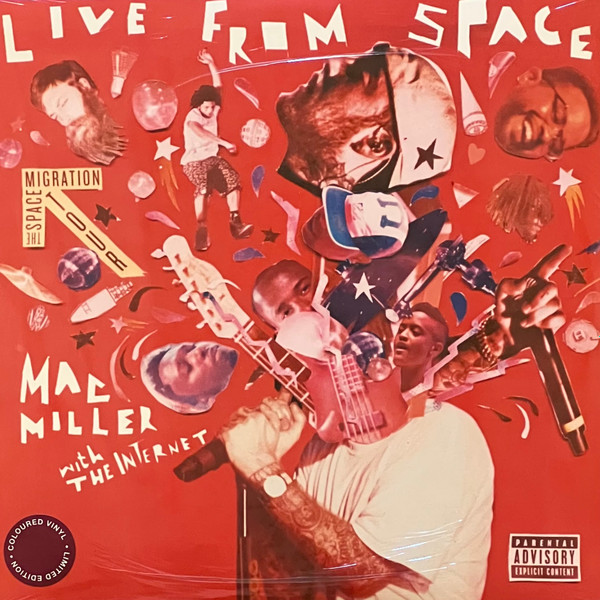 LIVE FROM SPACE
THE SPACE
MIGRATION
TOUR
MAC
MILLER
with
THE INTERNET
COLOURED VINYL • LIMITED EDITION •
PARENTAL
ADVISORY
EXPLICIT CONTENT